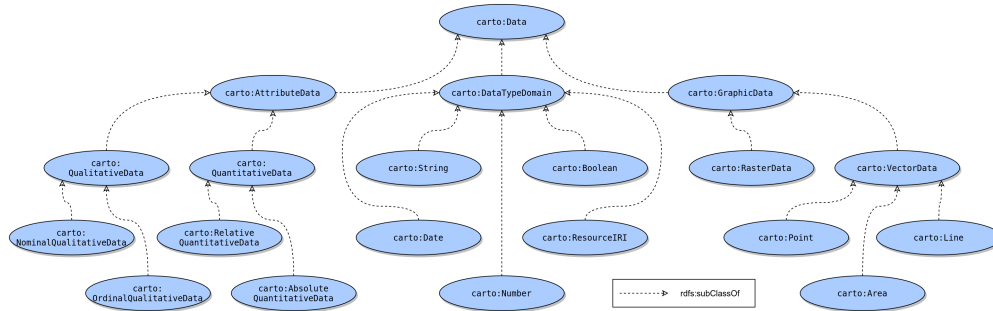 carto:Data
carto:AttributeData
carto:DataTypeDomain
carto:GraphicData
carto:
QualitativeData
carto:
QuantitativeData
carto:String
carto:Boolean
carto:RasterData
carto:VectorData
carto:
NominalQualitativeData
carto:Relative
QuantitativeData
carto:Date
carto:ResourceIRI
carto:Point
carto:Line
carto:
OrdinalQualitativeData
carto:Absolute
QuantitativeData
carto:Number
rdfs:subClassOf
carto:Area